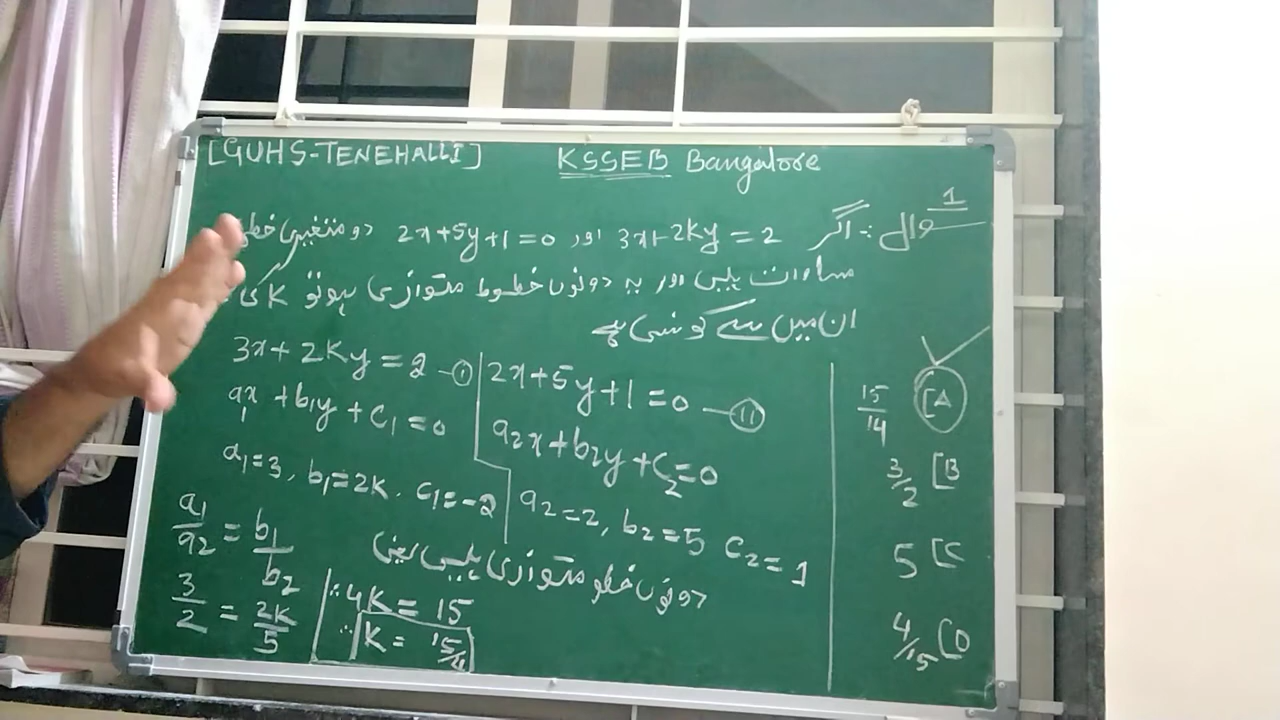 [GUHS-TENEHALLI] KSSEB Bangalore
سوال 1 :- اگر 3x+2Ky=2 اور 2x+5y+1=0 دو متغیری خطی
مساوات ہیں اور یہ دونوں خطوط متوازی ہوتو K کی
ان میں سے کونسی ہے
3x+2Ky=2 -(i)
a1x+b1y+c1=0
a1=3, b1=2K, c1=-2
2x+5y+1=0 -(ii)
a2x+b2y+c2=0
a2=2, b2=5 c2=1
دونوں خطو متوازی ہیں یعنی
a1/a2 = b1/b2
3/2 = 2K/5
∴ 4K=15
∴ K=15/4
[A 15/14
[B 3/2
[C 5
[D 4/15